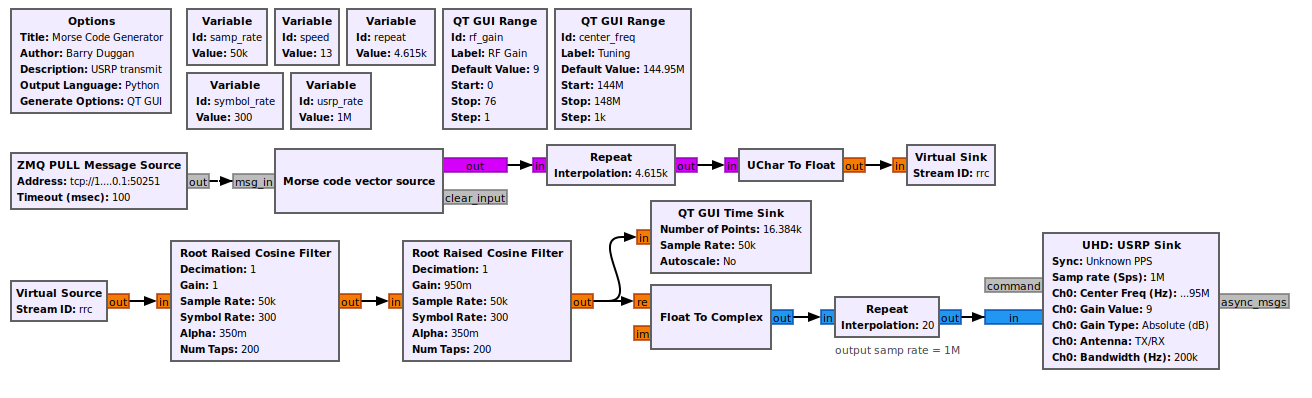 Options
Title: Morse Code Generator
Author: Barry Duggan
Description: USRP transmit
Output Language: Python
Generate Options: QT GUI
Variable
Id: samp_rate
Value: 50k
Variable
Id: speed
Value: 13
Variable
Id: repeat
Value: 4.615k
QT GUI Range
Id: rf_gain
Label: RF Gain
Default Value: 9
Start: 0
Stop: 76
Step: 1
QT GUI Range
Id: center_freq
Label: Tuning
Default Value: 144.95M
Start: 144M
Stop: 148M
Step: 1k
Variable
Id: symbol_rate
Value: 300
Variable
Id: usrp_rate
Value: 1M
ZMQ PULL Message Source
Address: tcp://1....0.1:50251
Timeout (msec): 100
out
msg_in
Morse code vector source
out
clear_input
in
Repeat
Interpolation: 4.615k
out
in
UChar To Float
out
in
Virtual Sink
Stream ID: rrc
Virtual Source
Stream ID: rrc
out
in
Root Raised Cosine Filter
Decimation: 1
Gain: 1
Sample Rate: 50k
Symbol Rate: 300
Alpha: 350m
Num Taps: 200
out
in
Root Raised Cosine Filter
Decimation: 1
Gain: 950m
Sample Rate: 50k
Symbol Rate: 300
Alpha: 350m
Num Taps: 200
out
in
QT GUI Time Sink
Number of Points: 16.384k
Sample Rate: 50k
Autoscale: No
re
im
Float To Complex
out
in
Repeat
Interpolation: 20
out
output samp rate = 1M
command
in
UHD: USRP Sink
Sync: Unknown PPS
Samp rate (Sps): 1M
Ch0: Center Freq (Hz): ...95M
Ch0: Gain Value: 9
Ch0: Gain Type: Absolute (dB)
Ch0: Antenna: TX/RX
Ch0: Bandwidth (Hz): 200k
async_msgs